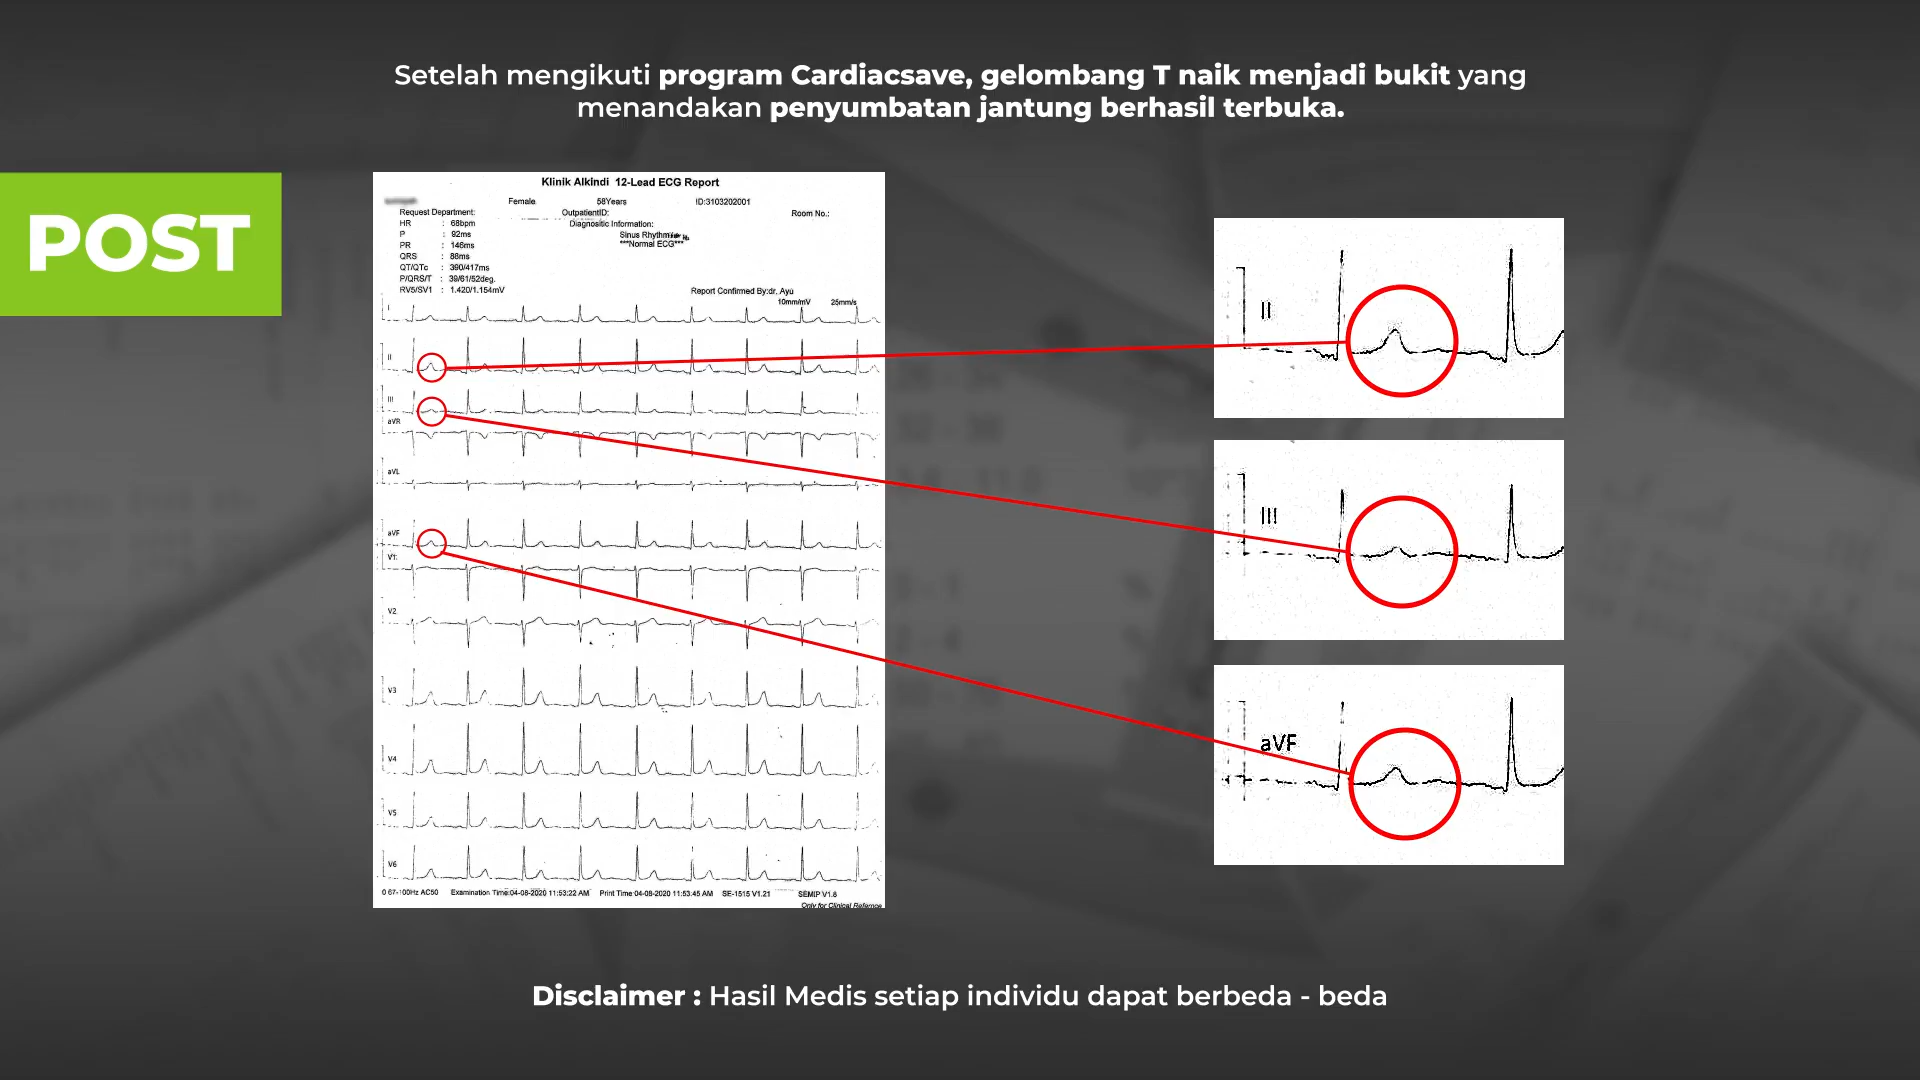 Setelah mengikuti program Cardiacsave, gelombang T naik menjadi bukit yang
menandakan penyumbatan jantung berhasil terbuka.
POST
Klinik Alkindi 12-Lead ECG Report
Female 58Years ID:3103202001
Request Department: OutpatientID: Room No.:
HR : 68bpm Diagnostic Information:
P : 92ms Sinus Rhythm
PR : 146ms ***Normal ECG***
QRS : 88ms
QT/QTc : 390/417ms
P/QRS/T : 39/61/52deg.
RV5/SV1 : 1.420/1.154mV Report Confirmed By:dr, Ayu
10mm/mV 25mm/s
I
II
III
aVR
aVL
aVF
V1
V2
V3
V4
V5
V6
0 67-100Hz AC50 Examination Time:04-08-2020 11:53:22 AM Print Time:04-08-2020 11:53:45 AM SE-1515 V1.21 SEMIP V1.8
Only for Clinical Refernce
II
III
aVF
Disclaimer : Hasil Medis setiap individu dapat berbeda - beda